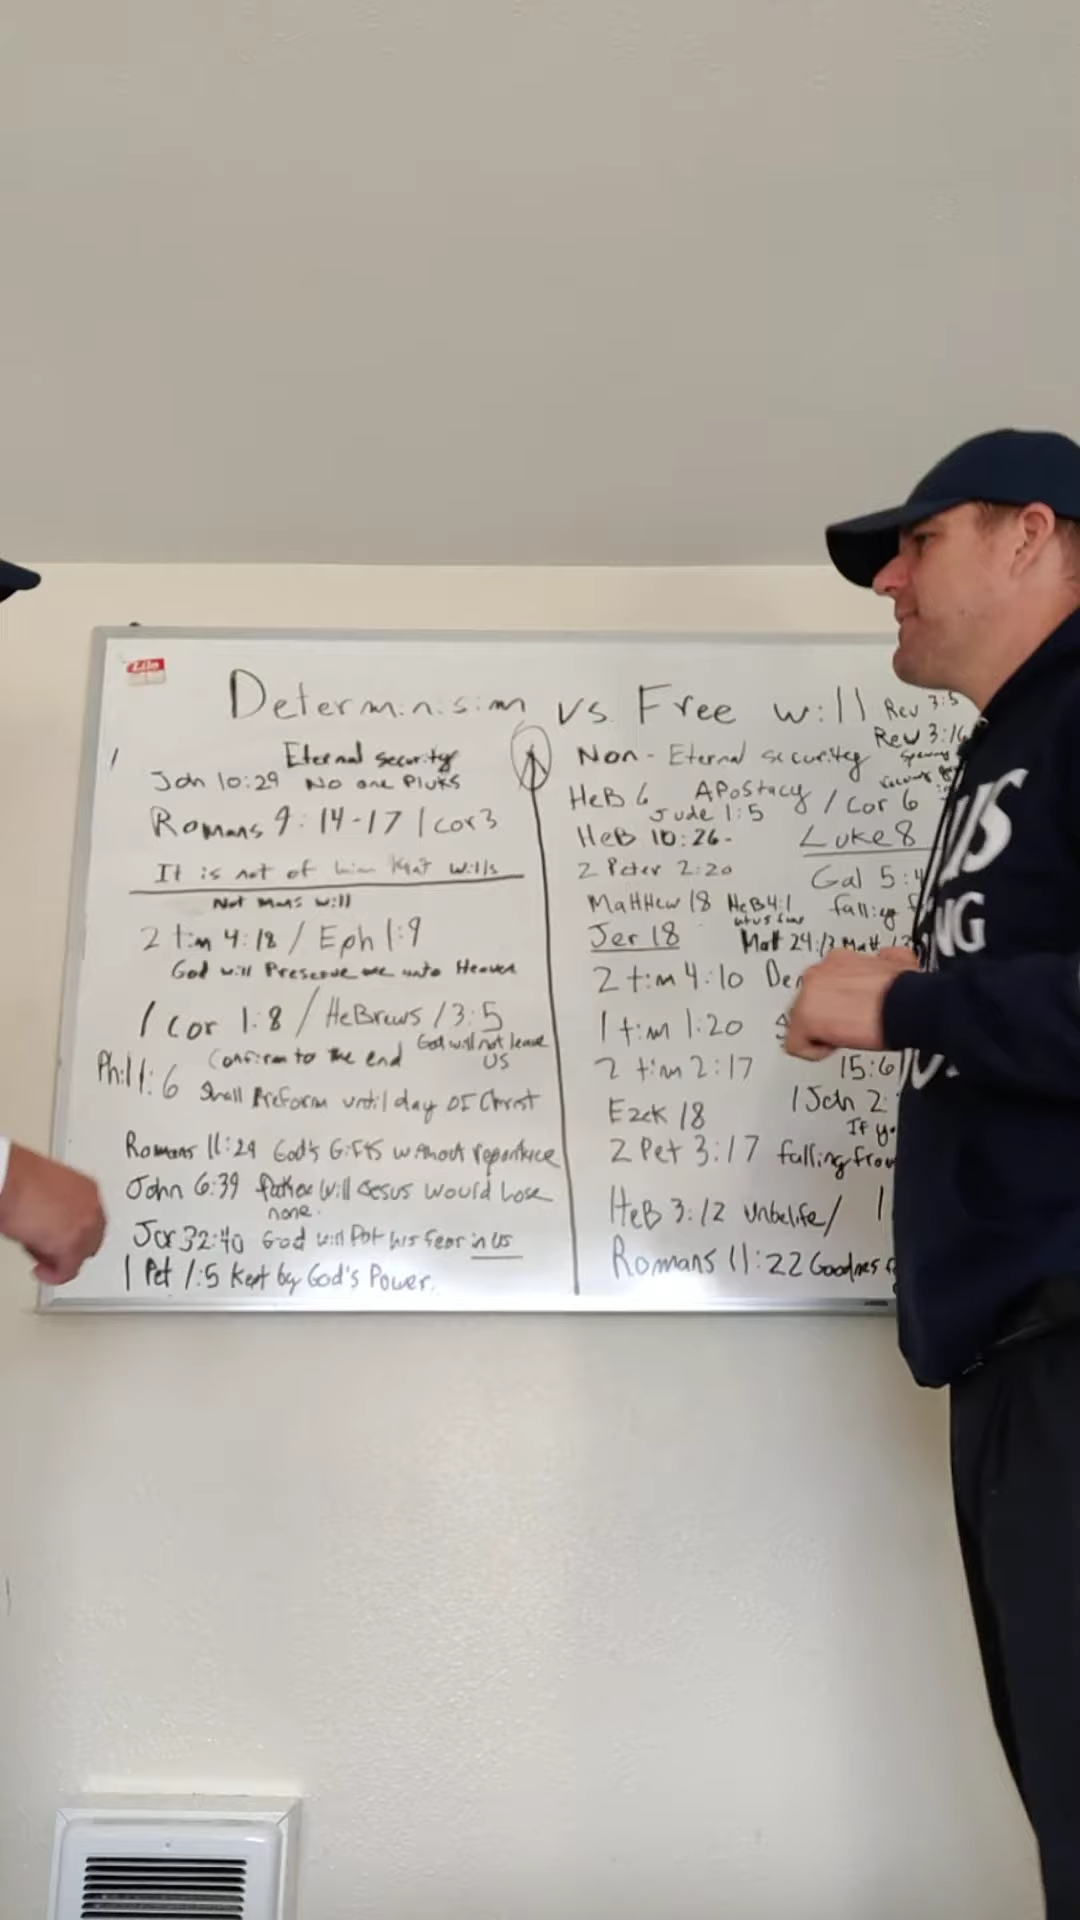 Determinisim vs. Free will
Eternal security
John 10:29 No one Pluks
Romans 9:14-17 / cor 3
It is not of him that wills
Not mans will
2 tim 4:18 / Eph 1:9
God will Preserve me unto Heaven
1 Cor 1:8 / HeBrews 13:5
Confirm to the end
God will not leave
us
Phil 1:6 Shall Preform until day of Christ
Romans 11:29 God's Gifts without repentice
John 6:39 father will Jesus would Lose
none.
Jer 32:40 God will Put his fear in us
1 Pet 1:5 Kept by God's Power.
Rev 3:5
Rev 3:16
Non-Eternal security
HeB 6 APostacy / Cor 6
Jude 1:5
HeB 10:26- Luke 8
2 Peter 2:20 Gal 5:4
Matthew 18 HeB 4:1 falling
Jer 18 Mat 24:13 Matt
2 tim 4:10
1 tim 1:20
2 tim 2:17 15:6
Ezek 18 1 John 2
If
2 Pet 3:17 falling from
HeB 3:12 unbelife/ 1
Romans 11:22 Goodness